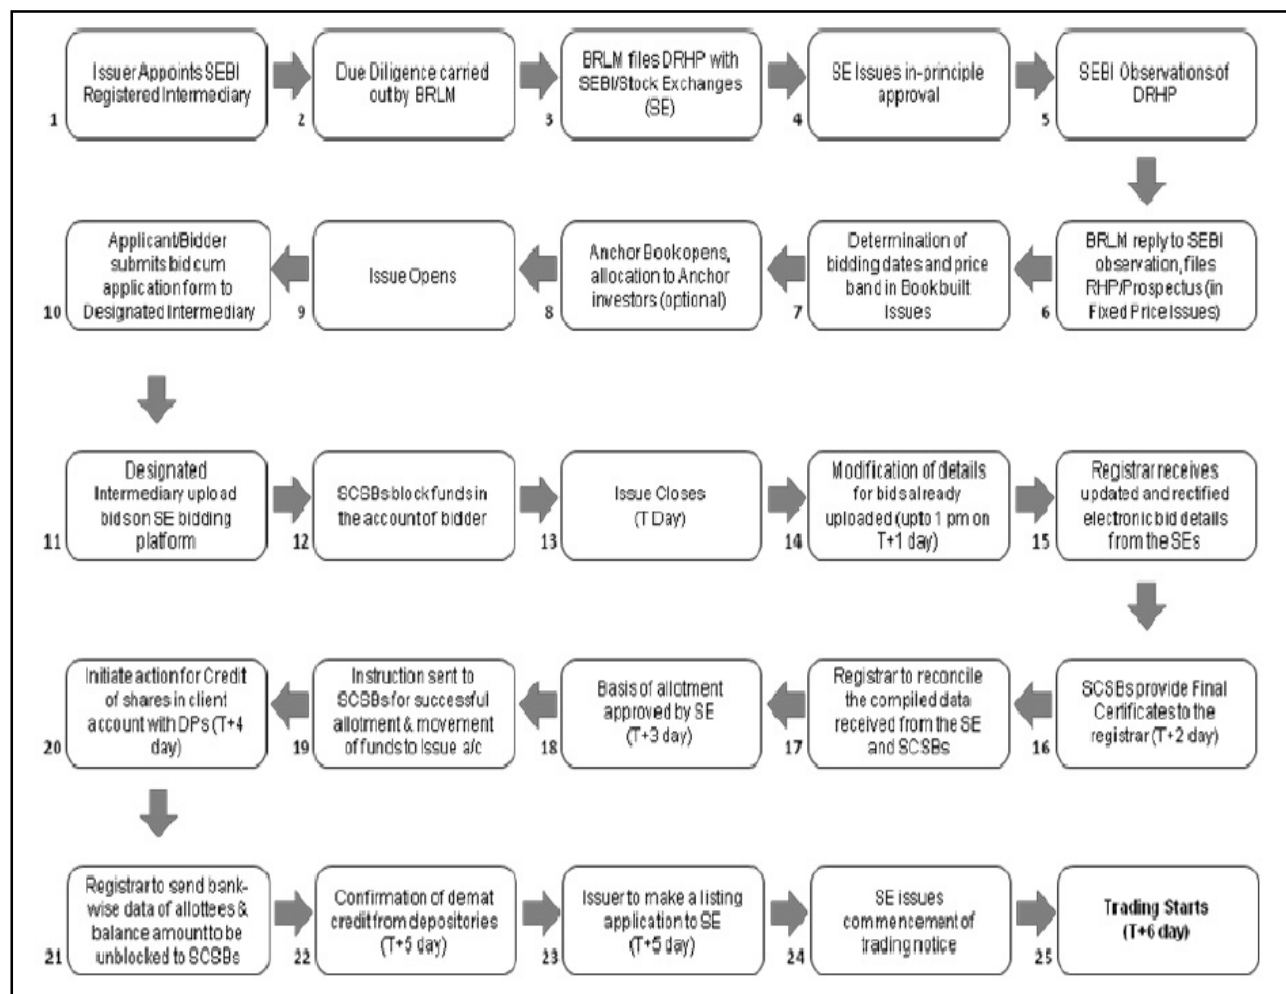 Issuer Appoints SEBI
Registered Intermediary
1
Due Diligence carried
out by BRLM
2
BRLM files DRHP with
SEBI/Stock Exchanges
(SE)
3
SE Issues in-principle
approval
4
SEBI Observations of
DRHP
5
BRLM reply to SEBI
observation, files
RHP/Prospectus (in
Fixed Price Issues)
6
Determination of
bidding dates and price
band in Book built
Issues
7
Anchor Book opens,
allocation to Anchor
investors (optional)
8
Issue Opens
9
Applicant/Bidder
submits bid cum
application form to
Designated Intermediary
10
Designated
Intermediary upload
bids on SE bidding
platform
11
SCSBs block funds in
the account of bidder
12
Issue Closes
(T Day)
13
Modification of details
for bids already
uploaded (upto 1 pm on
T+1 day)
14
Registrar receives
updated and rectified
electronic bid details
from the SEs
15
SCSBs provide Final
Certificates to the
registrar (T+2 day)
16
Registrar to reconcile
the compiled data
received from the SE
and SCSBs
17
Basis of allotment
approved by SE
(T+3 day)
18
Instruction sent to
SCSBs for successful
allotment & movement
of funds to Issue a/c
19
Initiate action for Credit
of shares in client
account with DPs (T+4
day)
20
Registrar to send bank-
wise data of allottees &
balance amount to be
unblocked to SCSBs
21
Confirmation of demat
credit from depositories
(T+5 day)
22
Issuer to make a listing
application to SE
(T+5 day)
23
SE issues
commencement of
trading notice
24
Trading Starts
(T+6 day)
25